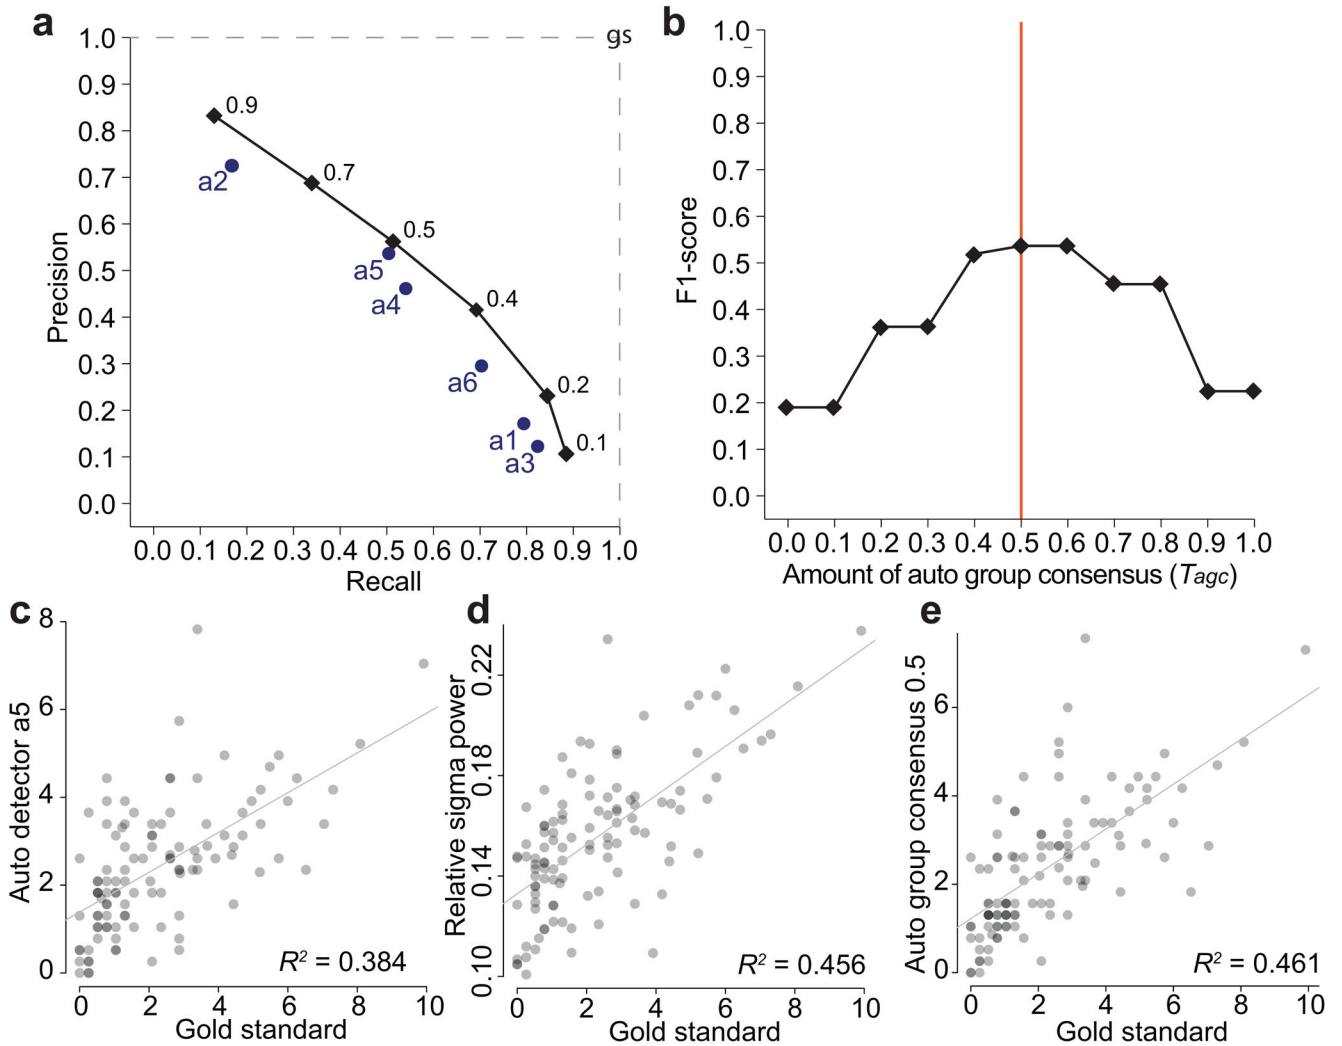 a
1.0
0.9
0.8
0.7
0.6
0.5
0.4
0.3
0.2
0.1
0.0
Precision
gs
0.9
a2
0.7
0.5
a5
a4
0.4
a6
0.2
a1
0.1
a3
0.0 0.1 0.2 0.3 0.4 0.5 0.6 0.7 0.8 0.9 1.0
Recall
b
1.0
0.9
0.8
0.7
0.6
0.5
0.4
0.3
0.2
0.1
0.0
F1-score
0.0 0.1 0.2 0.3 0.4 0.5 0.6 0.7 0.8 0.9 1.0
Amount of auto group consensus (Tagc)
c
8
6
4
2
0
Auto detector a5
R² = 0.384
0 2 4 6 8 10
Gold standard
d
0.22
0.18
0.14
0.10
Relative sigma power
R² = 0.456
0 2 4 6 8 10
Gold standard
e
6
4
2
0
Auto group consensus 0.5
R² = 0.461
0 2 4 6 8 10
Gold standard